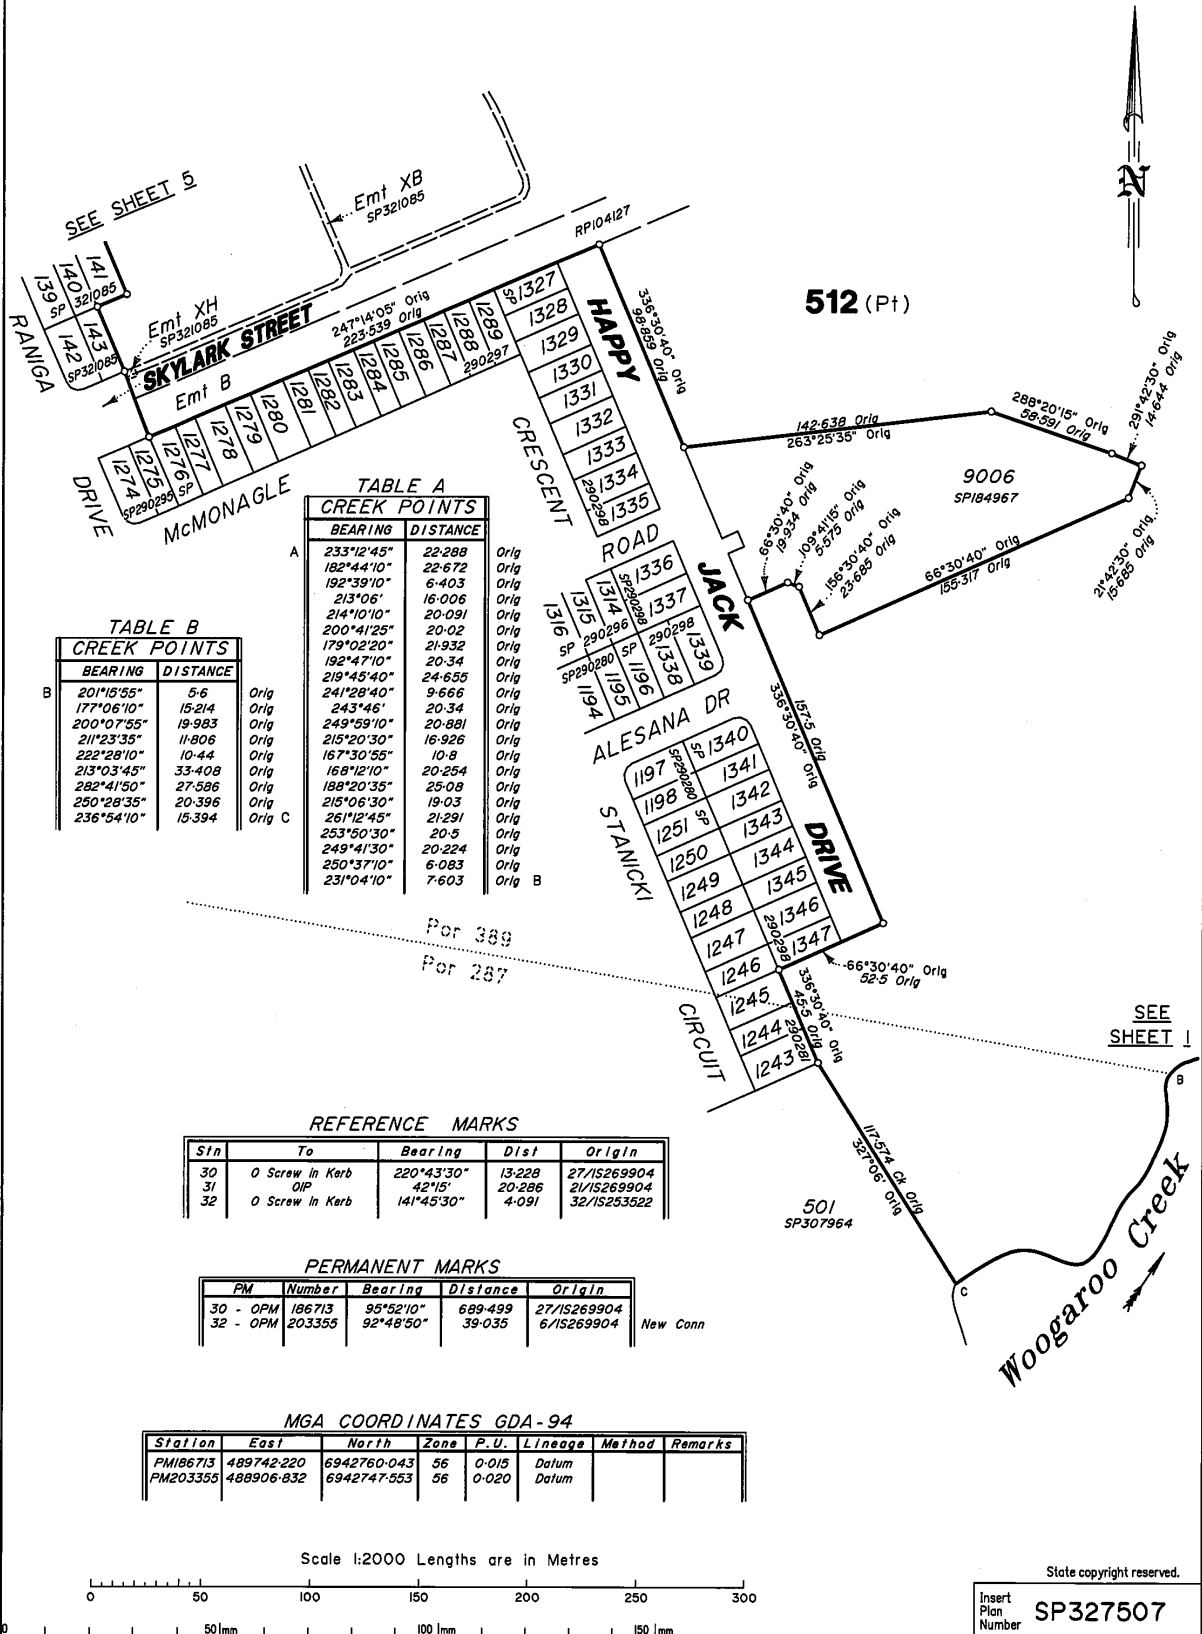 SEE SHEET 5
Emt XB
SP321085
RP104127
139
140
141
SP 321085
142
143
SP321085
RANIGA
DRIVE
Emt XH
SP321085
SKYLARK STREET
247°14'05" Orig
223·539 Orig
Emt B
1274
1275
SP290295
1276
SP
1277
1278
1279
1280
1281
1282
1283
1284
1285
1286
1287
1288
1289
290297
McMONAGLE
CRESCENT
SP
1327
1328
1329
1330
1331
1332
1333
1334
1335
290298
HAPPY
JACK
DRIVE
336°30'40" Orig
98·859 Orig
512 (Pt)
142·638 Orig
263°25'35" Orig
288°20'15" Orig
58·591 Orig
291°42'30" Orig
14·644 Orig
9006
SP184967
21°42'30" Orig
15·685 Orig
66°30'40" Orig
155·317 Orig
66°30'40" Orig
19·934 Orig
109°41'15" Orig
5·575 Orig
156°30'40" Orig
23·685 Orig
ROAD
1336
1337
SP290298
1314
1315
1316
SP 290296
290298
1338
1339
SP290280
SP
1194
1195
1196
ALESANA DR
157·5 Orig
336°30'40" Orig
1197
SP290280
1198
SP
1340
1341
1342
1343
1344
1345
1346
1347
290298
1251
SP
1250
1249
1248
1247
1246
1245
1244
1243
290281
STANICKI
CIRCUIT
66°30'40" Orig
52·5 Orig
336°30'40" Orig
45·5 Orig
117·574 Ck Orig
327°06' Orig
501
SP307964
SEE
SHEET 1
B
C
Woogaroo Creek
Por 389
Por 287
TABLE A
CREEK POINTS
BEARING DISTANCE
A 233°12'45" 22·288 Orig
182°44'10" 22·672 Orig
192°39'10" 6·403 Orig
213°06' 16·006 Orig
214°10'10" 20·091 Orig
200°41'25" 20·02 Orig
179°02'20" 21·932 Orig
192°47'10" 20·34 Orig
219°45'40" 24·655 Orig
241°28'40" 9·666 Orig
243°46' 20·34 Orig
249°59'10" 20·881 Orig
215°20'30" 16·926 Orig
167°30'55" 10·8 Orig
168°12'10" 20·254 Orig
188°20'35" 25·08 Orig
215°06'30" 19·03 Orig
261°12'45" 21·291 Orig
253°50'30" 20·5 Orig
249°41'30" 20·224 Orig
250°37'10" 6·083 Orig
231°04'10" 7·603 Orig B
TABLE B
CREEK POINTS
BEARING DISTANCE
B 201°15'55" 5·6 Orig
177°06'10" 15·214 Orig
200°07'55" 19·983 Orig
211°23'35" 11·806 Orig
222°28'10" 10·44 Orig
213°03'45" 33·408 Orig
282°41'50" 27·586 Orig
250°28'35" 20·396 Orig
236°54'10" 15·394 Orig C
REFERENCE MARKS
Stn To Bearing Dist Origin
30 O Screw in Kerb 220°43'30" 13·228 27/IS269904
31 OIP 42°15' 20·286 21/IS269904
32 O Screw in Kerb 141°45'30" 4·091 32/IS253522
PERMANENT MARKS
PM Number Bearing Distance Origin
30 - OPM 186713 95°52'10" 689·499 27/IS269904
32 - OPM 203355 92°48'50" 39·035 6/IS269904 New Conn
MGA COORDINATES GDA-94
Station East North Zone P.U. Lineage Method Remarks
PM186713 489742·220 6942760·043 56 0·015 Datum
PM203355 488906·832 6942747·553 56 0·020 Datum
Scale 1:2000 Lengths are in Metres
0 50 100 150 200 250 300
0 50 mm 100 mm 150 mm
State copyright reserved.
Insert Plan Number SP327507
N